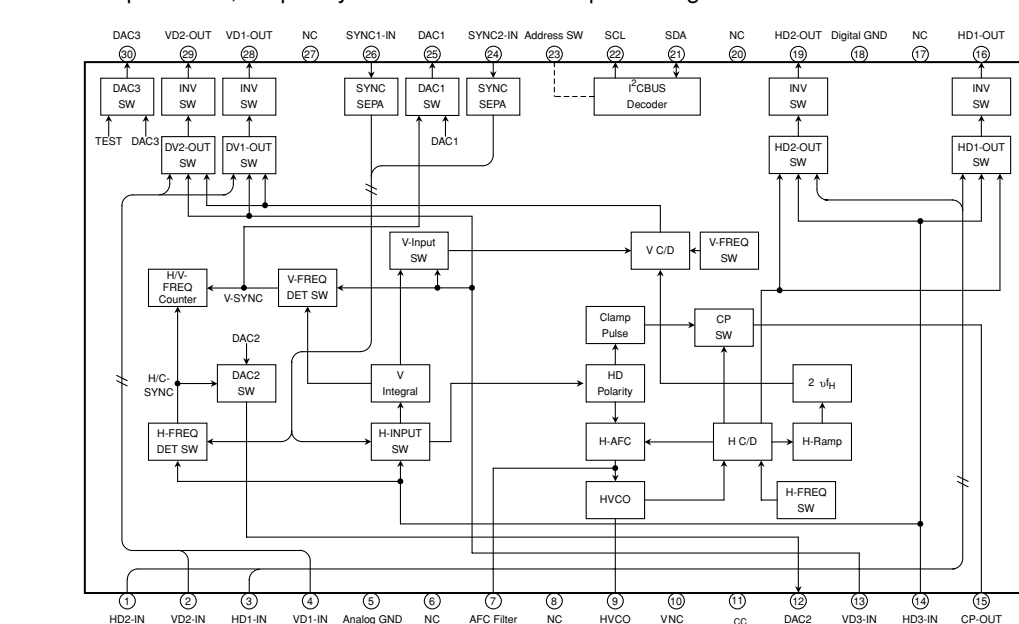 DAC3 VD2-OUT VD1-OUT NC SYNC1-IN DAC1 SYNC2-IN Address SW SCL SDA NC HD2-OUT Digital GND NC HD1-OUT
30 29 28 27 26 25 24 23 22 21 20 19 18 17 16
DAC3
SW
INV
SW
INV
SW
SYNC
SEPA
DAC1
SW
SYNC
SEPA
I2CBUS
Decoder
INV
SW
INV
SW
TEST DAC3
DAC1
DV2-OUT
SW
DV1-OUT
SW
HD2-OUT
SW
HD1-OUT
SW
V-Input
SW
V C/D
V-FREQ
SW
H/V-
FREQ
Counter
V-SYNC
V-FREQ
DET SW
Clamp
Pulse
CP
SW
DAC2
H/C-
SYNC
DAC2
SW
V
Integral
HD
Polarity
2 υfH
H-FREQ
DET SW
H-INPUT
SW
H-AFC
H C/D
H-Ramp
HVCO
H-FREQ
SW
1 2 3 4 5 6 7 8 9 10 11 12 13 14 15
HD2-IN VD2-IN HD1-IN VD1-IN Analog GND NC AFC Filter NC HVCO VNC CC DAC2 VD3-IN HD3-IN CP-OUT